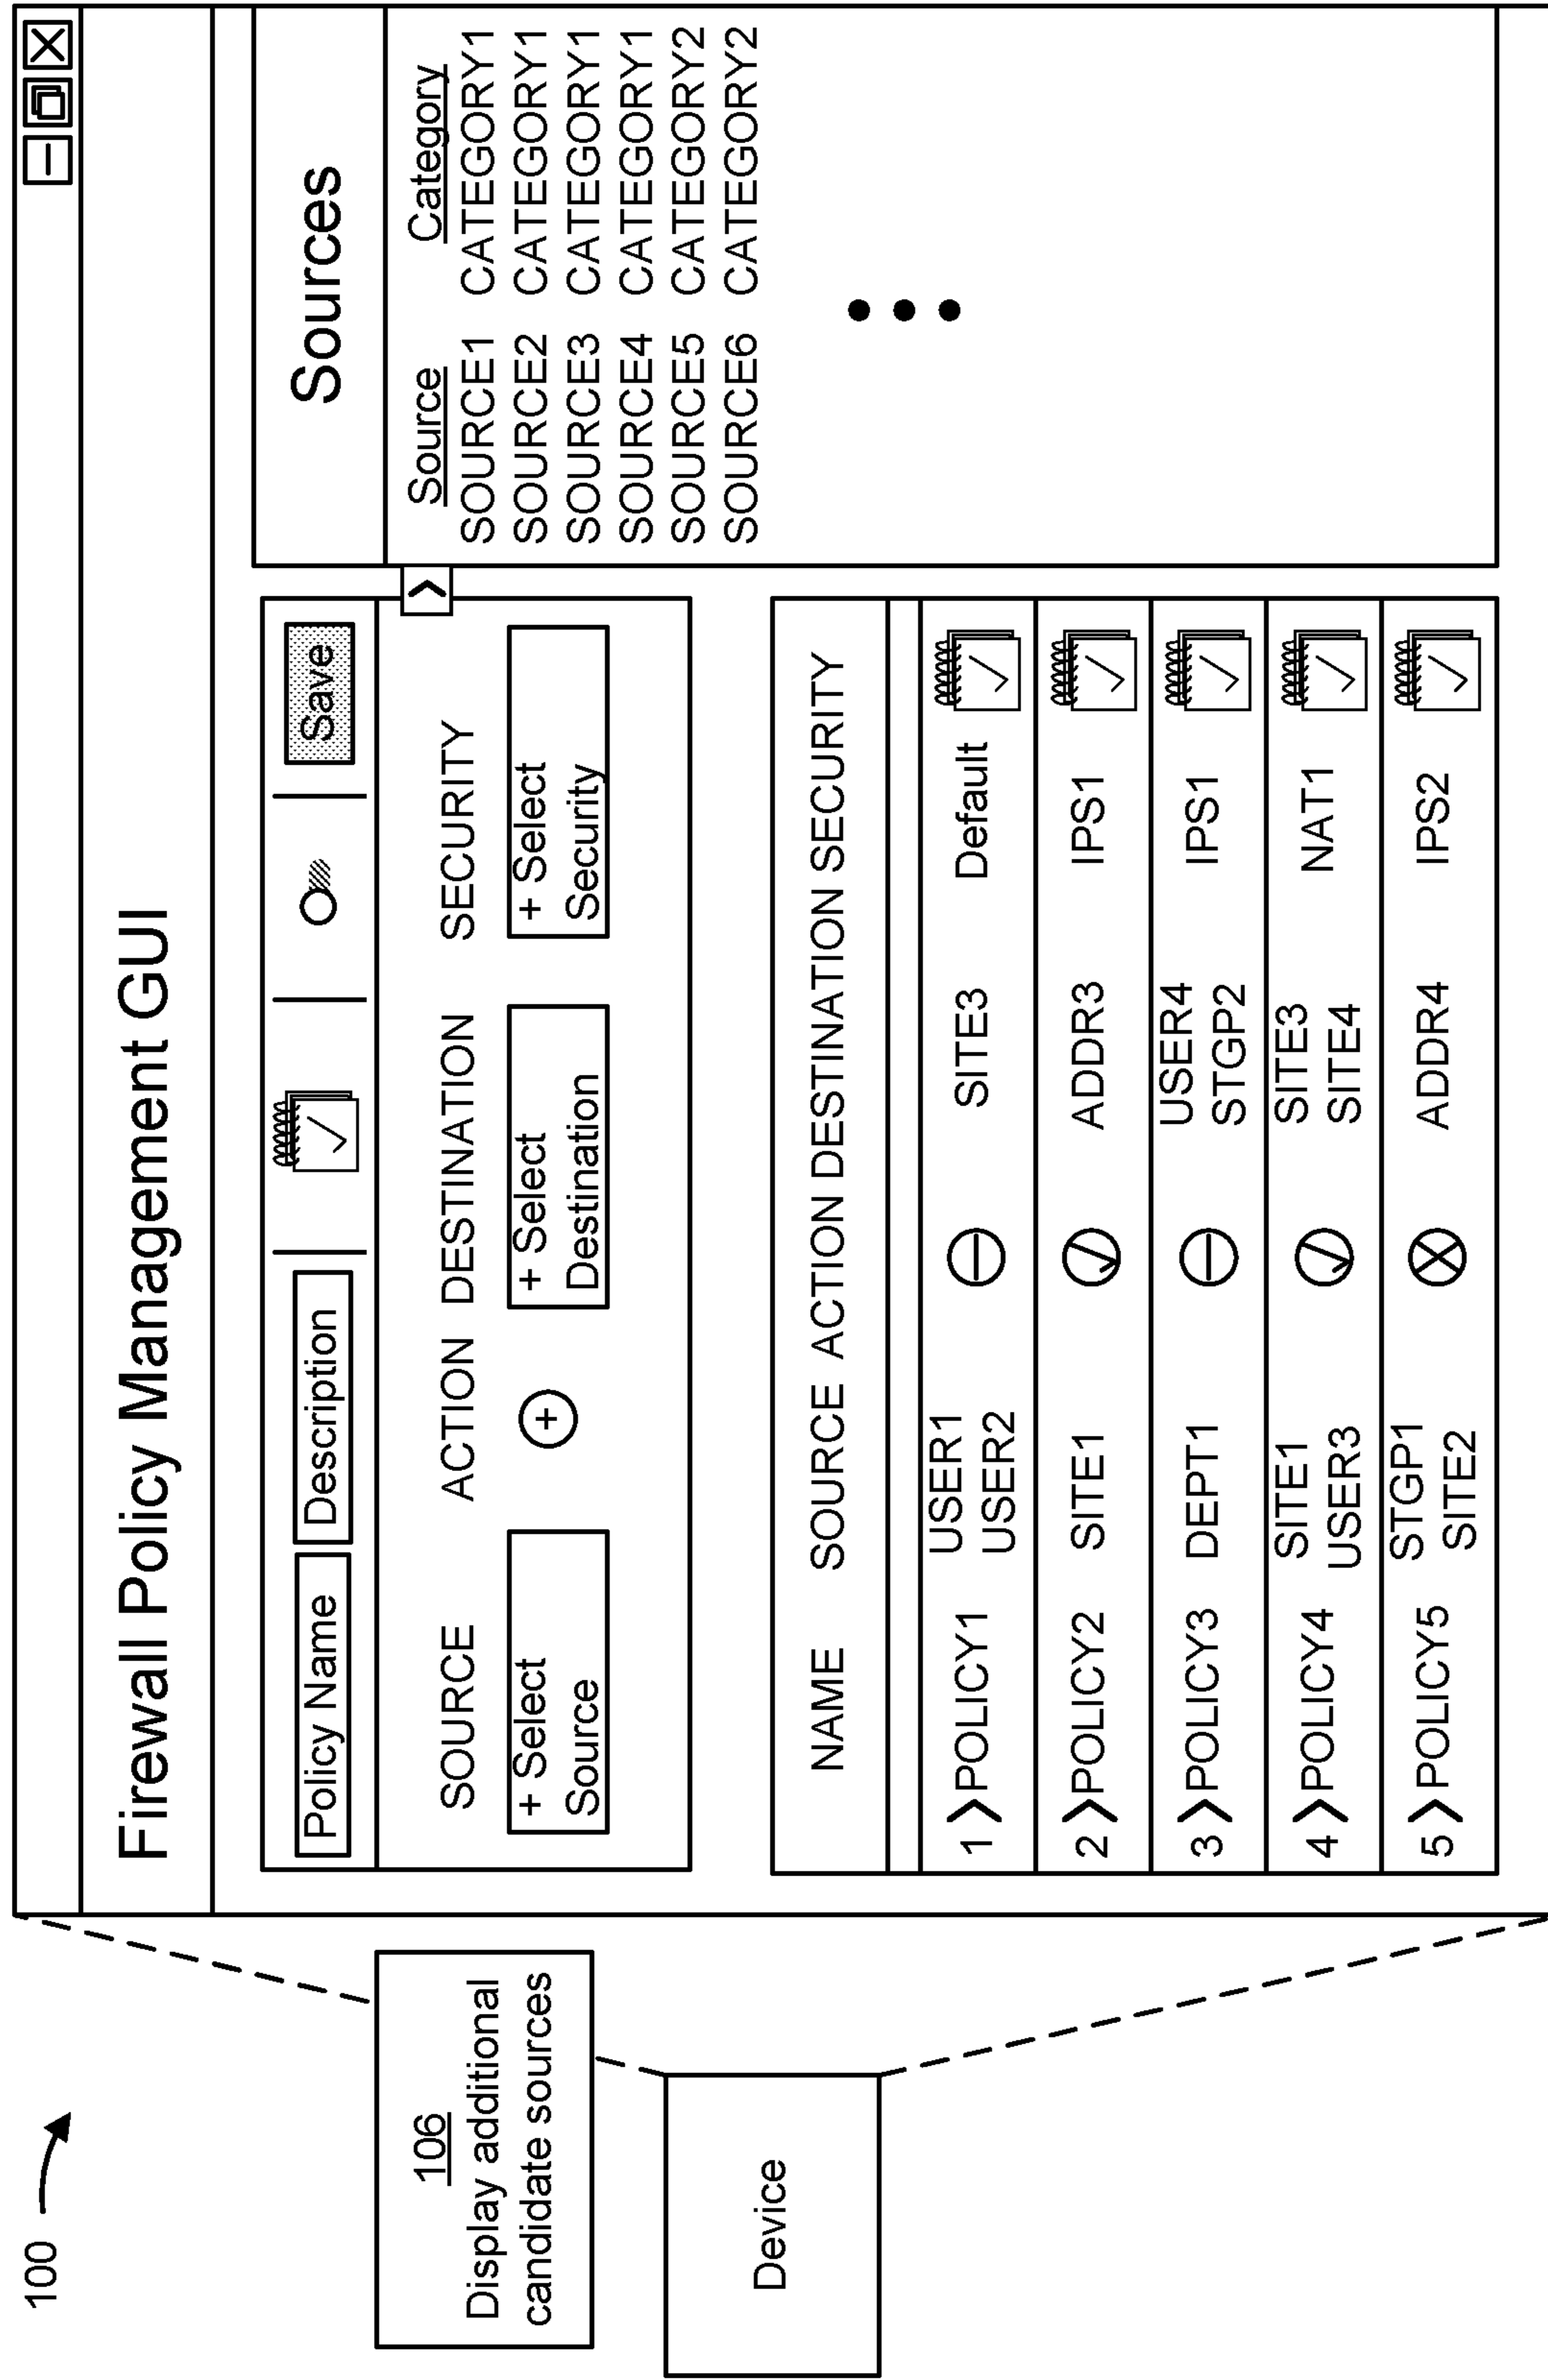 100
106
Display additional
candidate sources
Device
Firewall Policy Management GUI
Policy Name
Description
Save
SOURCE ACTION DESTINATION SECURITY
+ Select
Source
+
+ Select
Destination
+ Select
Security
NAME SOURCE ACTION DESTINATION SECURITY
1 POLICY1 USER1 SITE3 Default
USER2
2 POLICY2 SITE1 ADDR3 IPS1
3 POLICY3 DEPT1 USER4 IPS1
STGP2
4 POLICY4 SITE1 SITE3 NAT1
USER3 SITE4
5 POLICY5 STGP1 ADDR4 IPS2
SITE2
Sources
Source Category
SOURCE1 CATEGORY1
SOURCE2 CATEGORY1
SOURCE3 CATEGORY1
SOURCE4 CATEGORY1
SOURCE5 CATEGORY2
SOURCE6 CATEGORY2